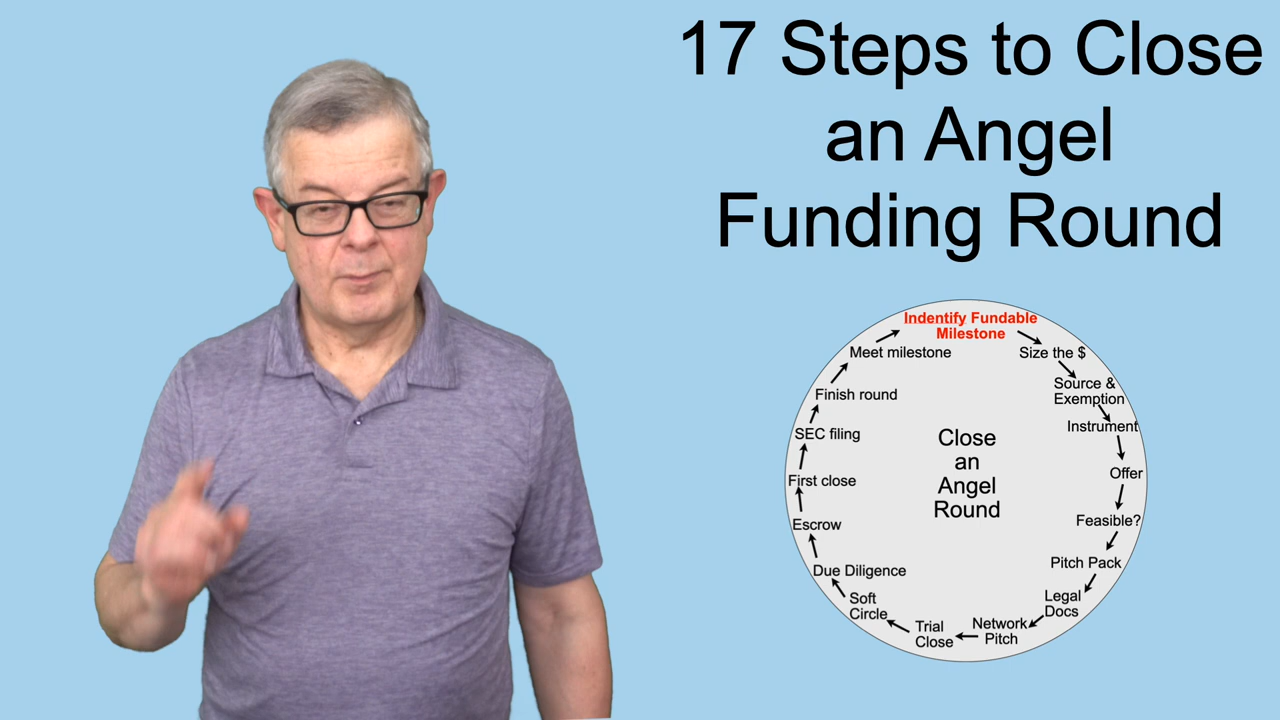 17 Steps to Close
an Angel
Funding Round
Indentify Fundable
Milestone
Size the $
Source &
Exemption
Instrument
Offer
Feasible?
Pitch Pack
Legal
Docs
Network
Pitch
Trial
Close
Soft
Circle
Due Diligence
Escrow
First close
SEC filing
Finish round
Meet milestone
Close
an
Angel
Round